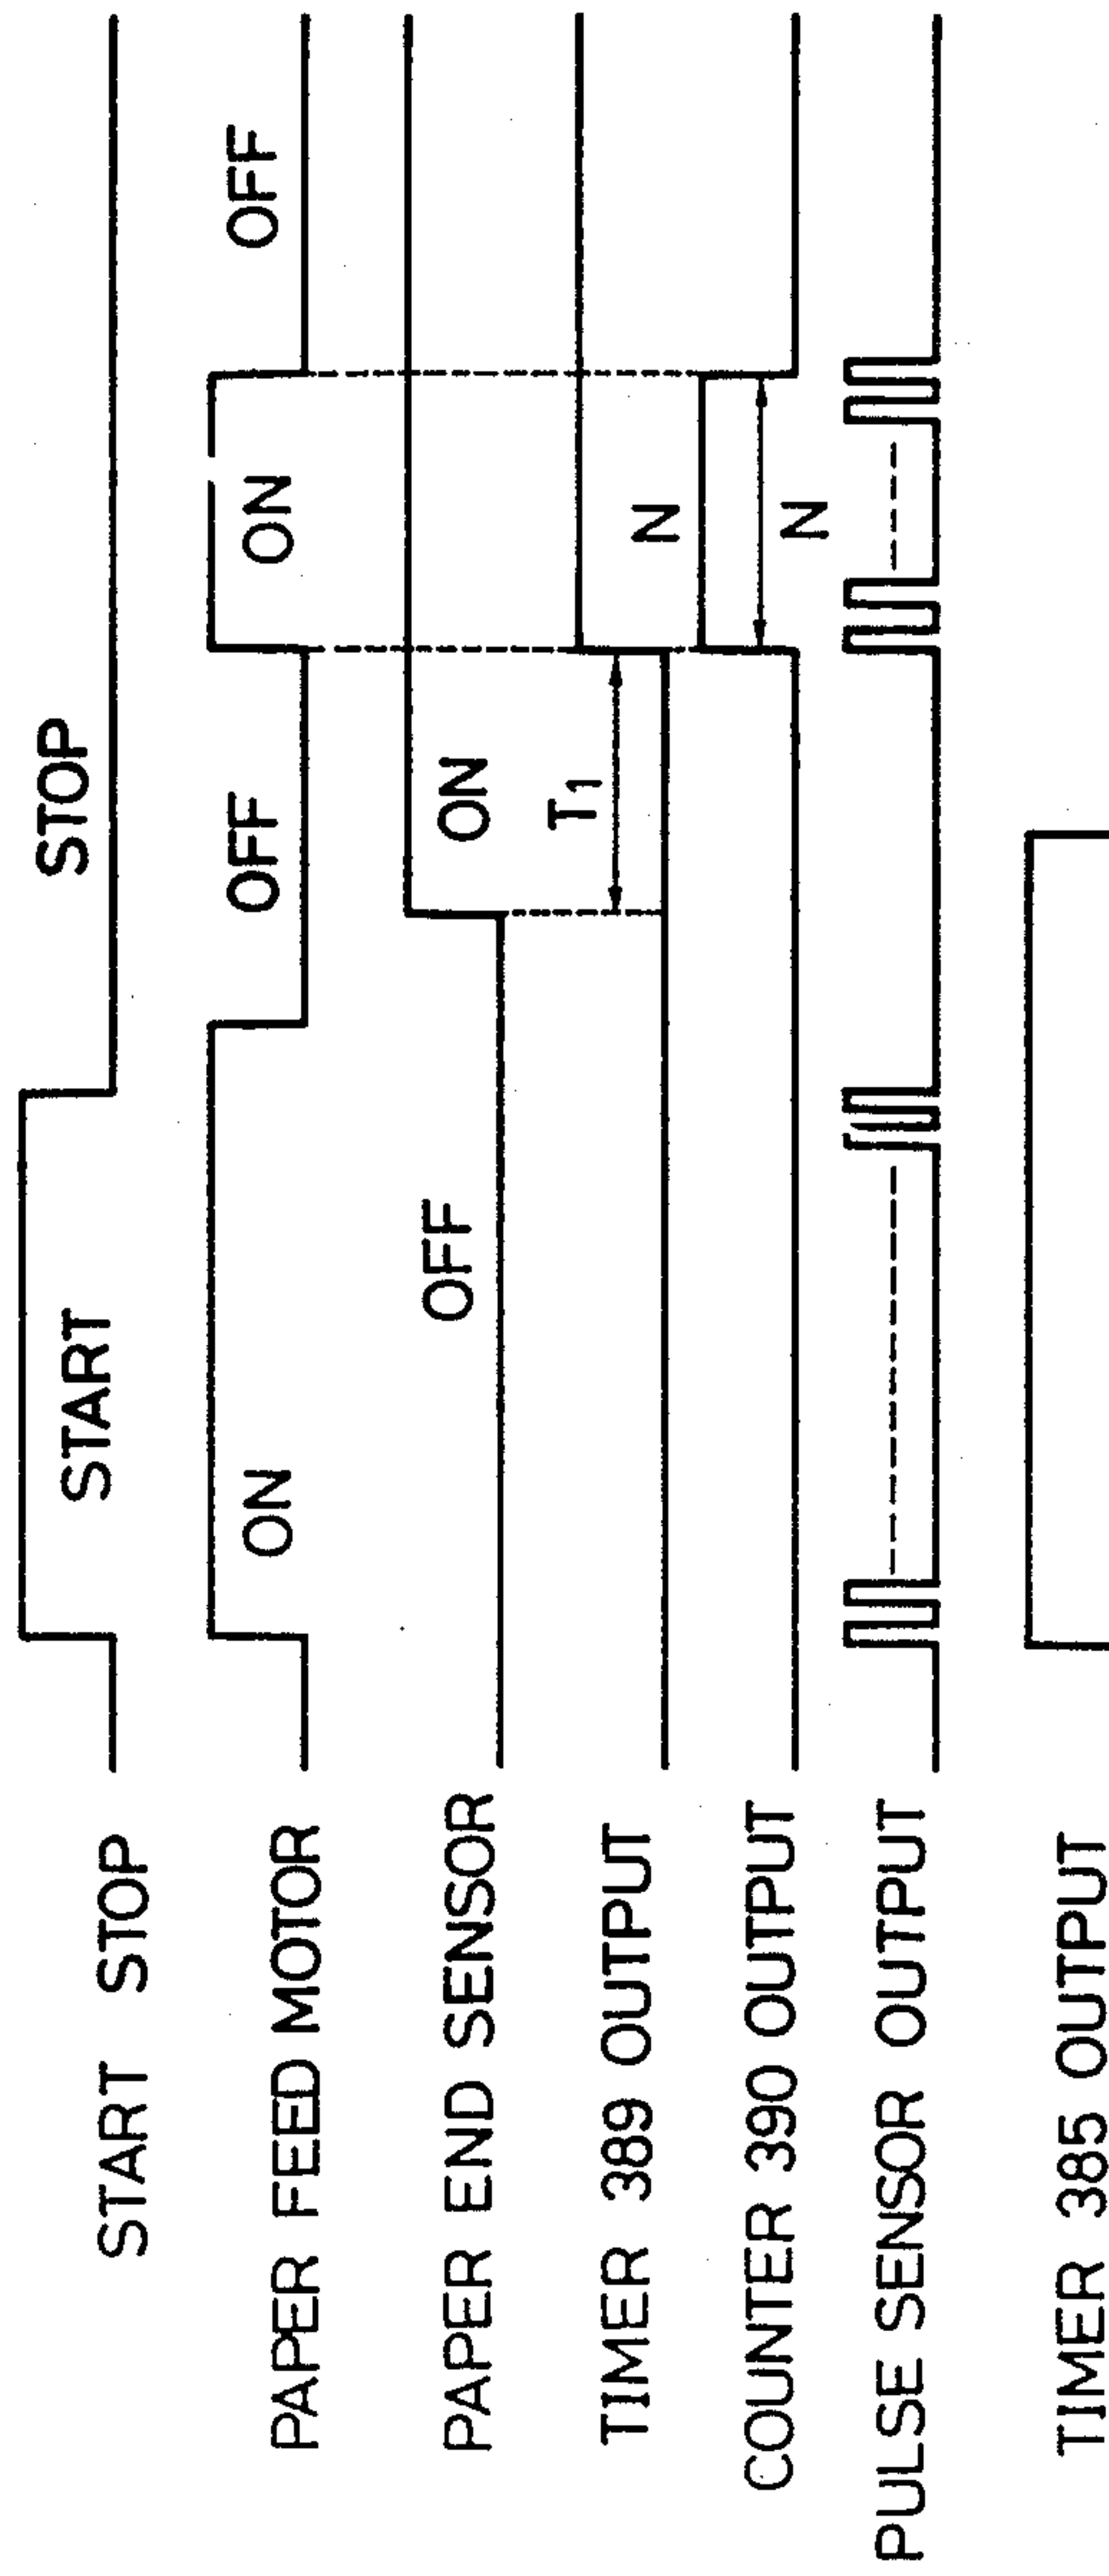 START STOP
START
STOP
PAPER FEED MOTOR
ON
OFF
ON
OFF
PAPER END SENSOR
OFF
ON
TIMER 389 OUTPUT
T1
N
COUNTER 390 OUTPUT
N
PULSE SENSOR OUTPUT
TIMER 385 OUTPUT